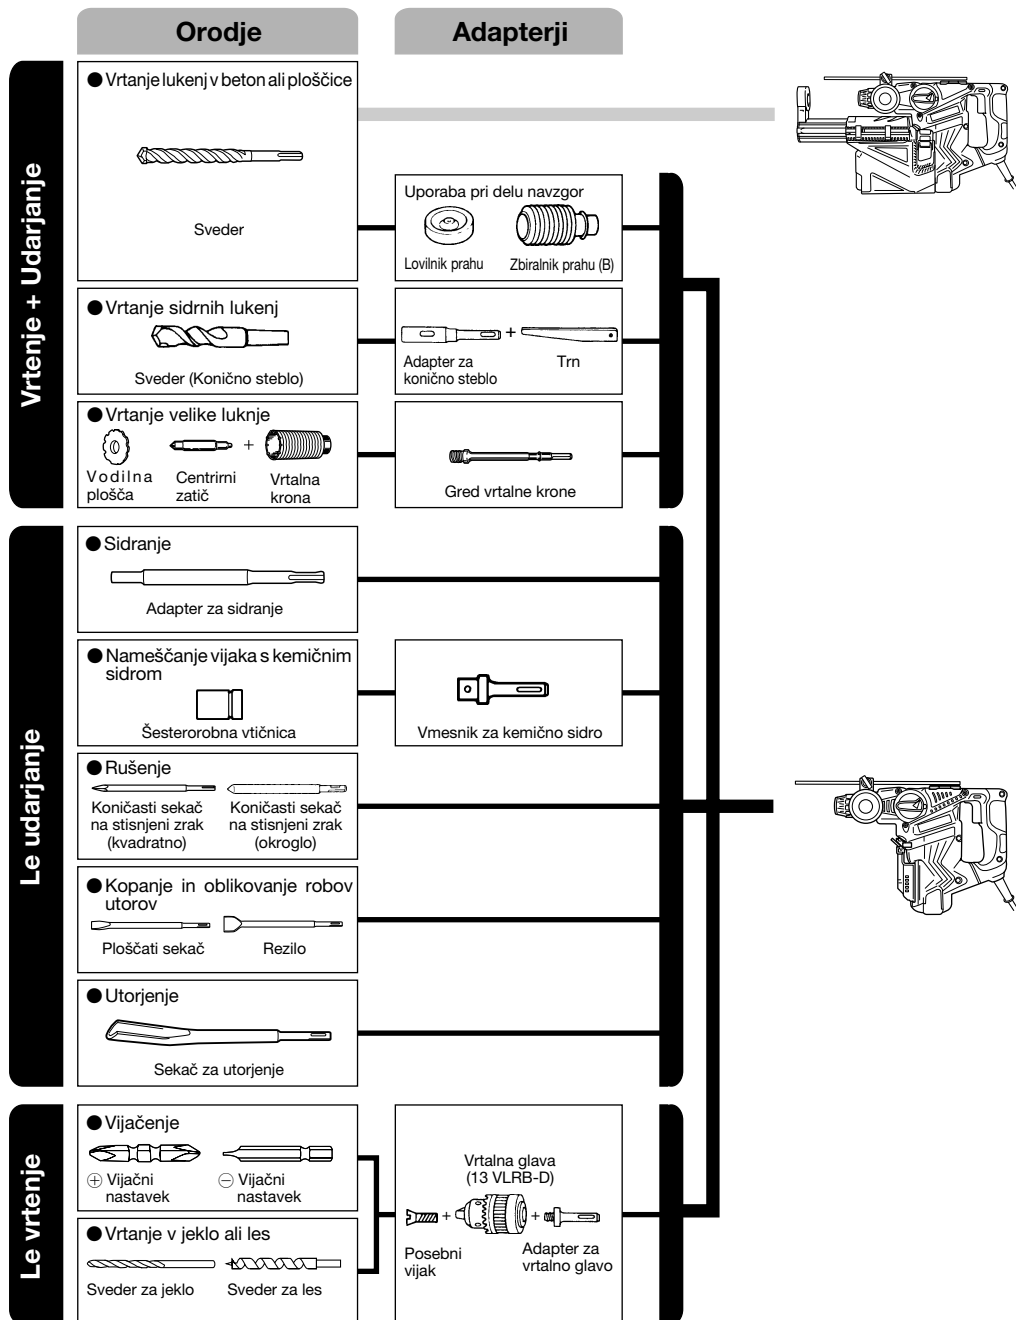 Orodje
Adapterji
Vrtenje + Udarjanje
● Vrtanje lukenj v beton ali ploščice
Sveder
Uporaba pri delu navzgor
Lovilnik prahu
Zbiralnik prahu (B)
● Vrtanje sidrnih lukenj
Sveder (Konično steblo)
+
Adapter za
konično steblo
Trn
● Vrtanje velike luknje
+
Vodilna
plošča
Centrirni
zatič
Vrtalna
krona
Gred vrtalne krone
Le udarjanje
● Sidranje
Adapter za sidranje
● Nameščanje vijaka s kemičnim
sidrom
Šesterorobna vtičnica
Vmesnik za kemično sidro
● Rušenje
Koničasti sekač
na stisnjeni zrak
(kvadratno)
Koničasti sekač
na stisnjeni zrak
(okroglo)
● Kopanje in oblikovanje robov
utorov
Ploščati sekač
Rezilo
● Utorjenje
Sekač za utorjenje
Le vrtenje
● Vijačenje
⊕ Vijačni
nastavek
⊖ Vijačni
nastavek
● Vrtanje v jeklo ali les
Sveder za jeklo
Sveder za les
Vrtalna glava
(13 VLRB-D)
+ +
Posebni
vijak
Adapter za
vrtalno glavo